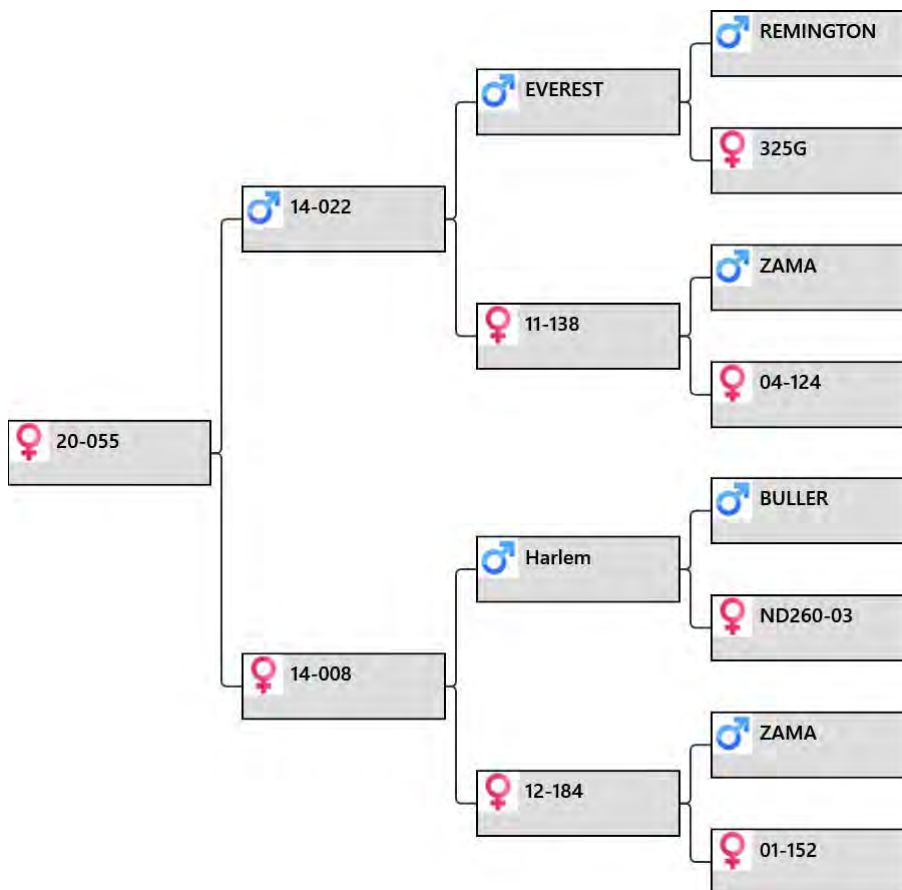 REMINGTON
EVEREST
325G
14-022
ZAMA
11-138
04-124
20-055
BULLER
Harlem
ND260-03
14-008
ZAMA
12-184
01-152